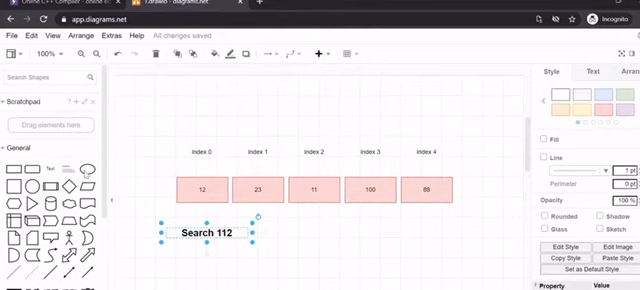 Online C++ Compiler - online edi
1.drawio - diagrams.net
app.diagrams.net
Incognito
File Edit View Arrange Extras Help All changes saved
100%
Search Shapes
Scratchpad
Drag elements here
General
Text
index 0 index 1 index 2 index 3 index 4
12 23 11 100 88
Search 112
Style Text Arran
Fill
Line 1 pt
Perimeter 0 pt
Opacity 100 %
Rounded Shadow
Glass Sketch
Edit Style Edit Image
Copy Style Paste Style
Set as Default Style
Property Value